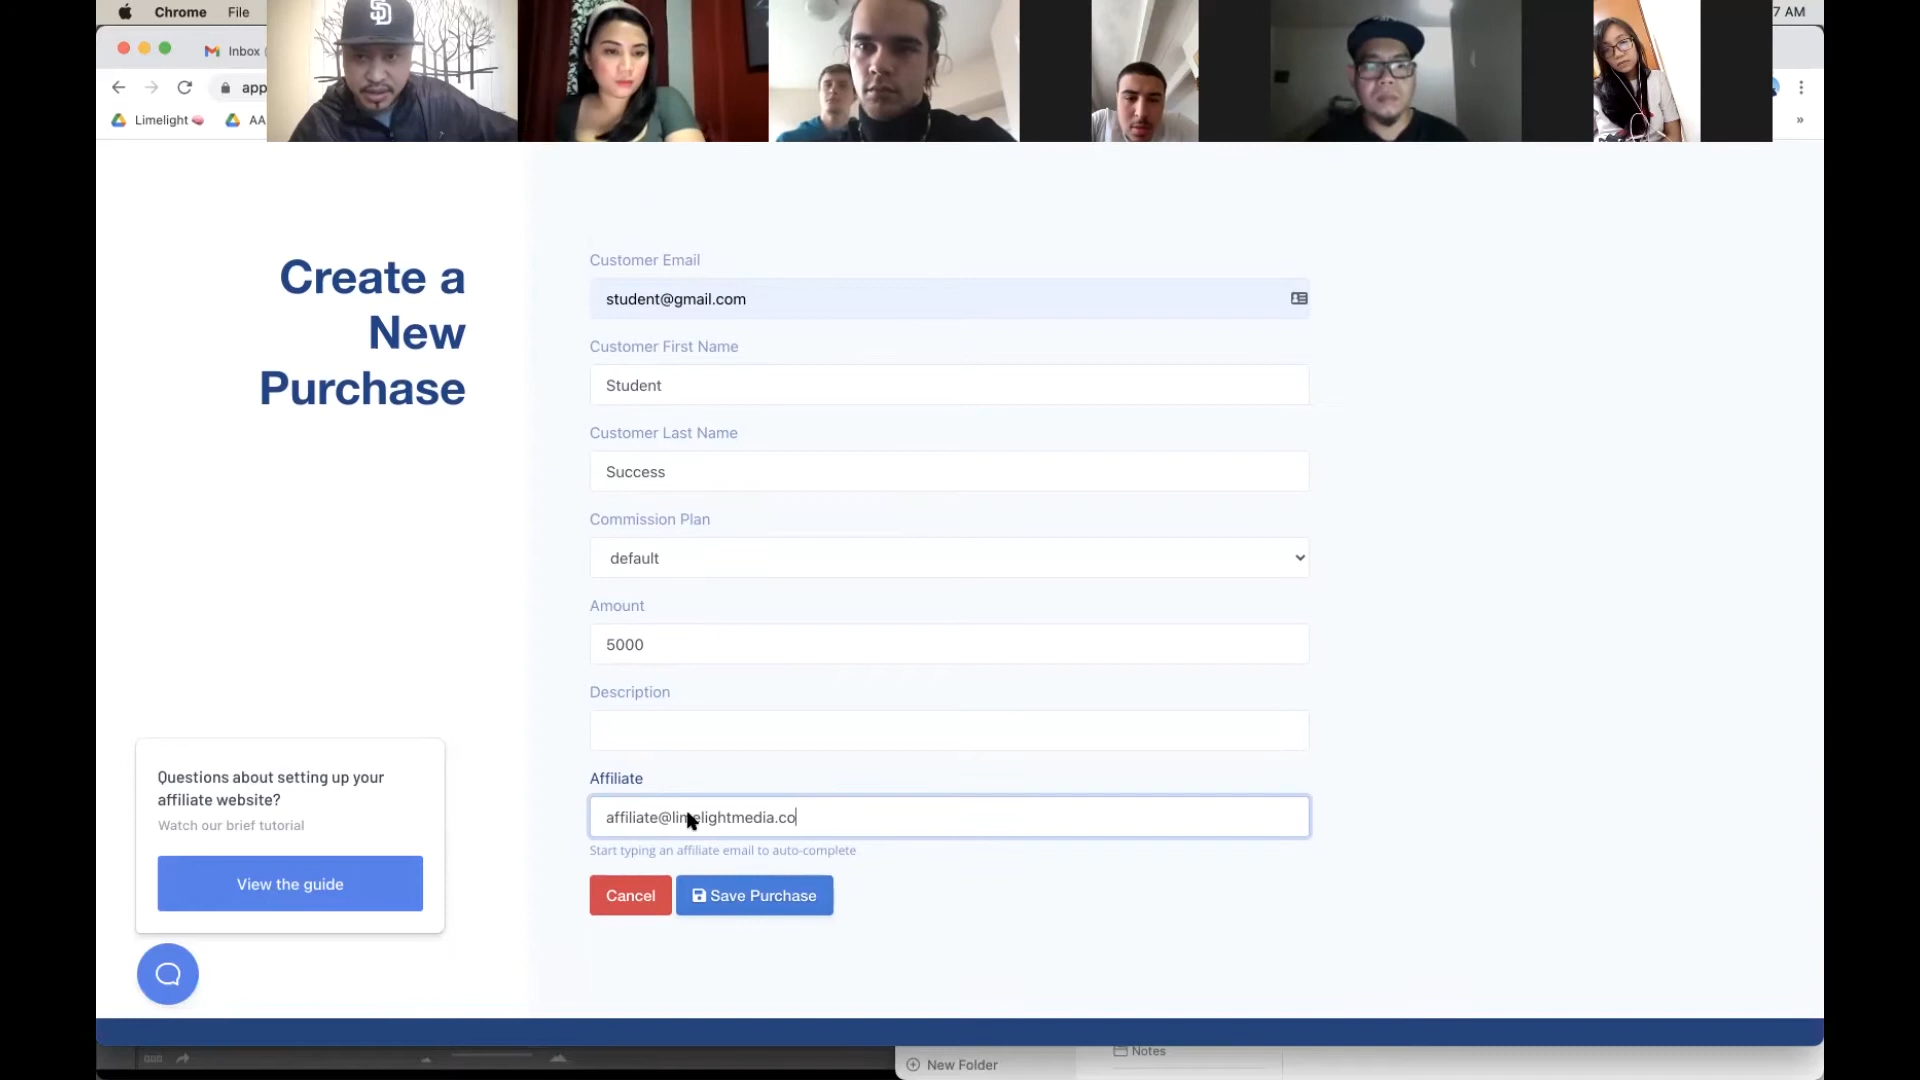 Chrome File
7 AM
Inbox
app
Limelight
AA
»
SD
Create a
New
Purchase
Customer Email
student@gmail.com
Customer First Name
Student
Customer Last Name
Success
Commission Plan
default
Amount
5000
Description
Affiliate
affiliate@limelightmedia.co
Start typing an affiliate email to auto-complete
Cancel
Save Purchase
Questions about setting up your
affiliate website?
Watch our brief tutorial
View the guide
New Folder
Notes